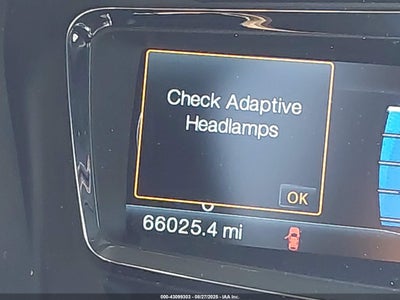 Check Adaptive
Headlamps
OK
66025.4 mi
000-43099303 - 08/27/2025 - IAA Inc.